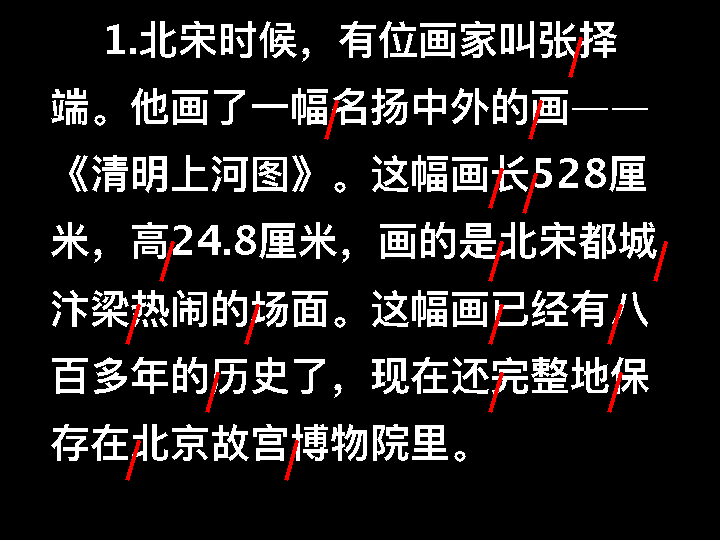 1.北宋时候，有位画家叫张择
端。他画了一幅名扬中外的画——
《清明上河图》。这幅画长528厘
米，高24.8厘米，画的是北宋都城
汴梁热闹的场面。这幅画已经有八
百多年的历史了，现在还完整地保
存在北京故宫博物院里。